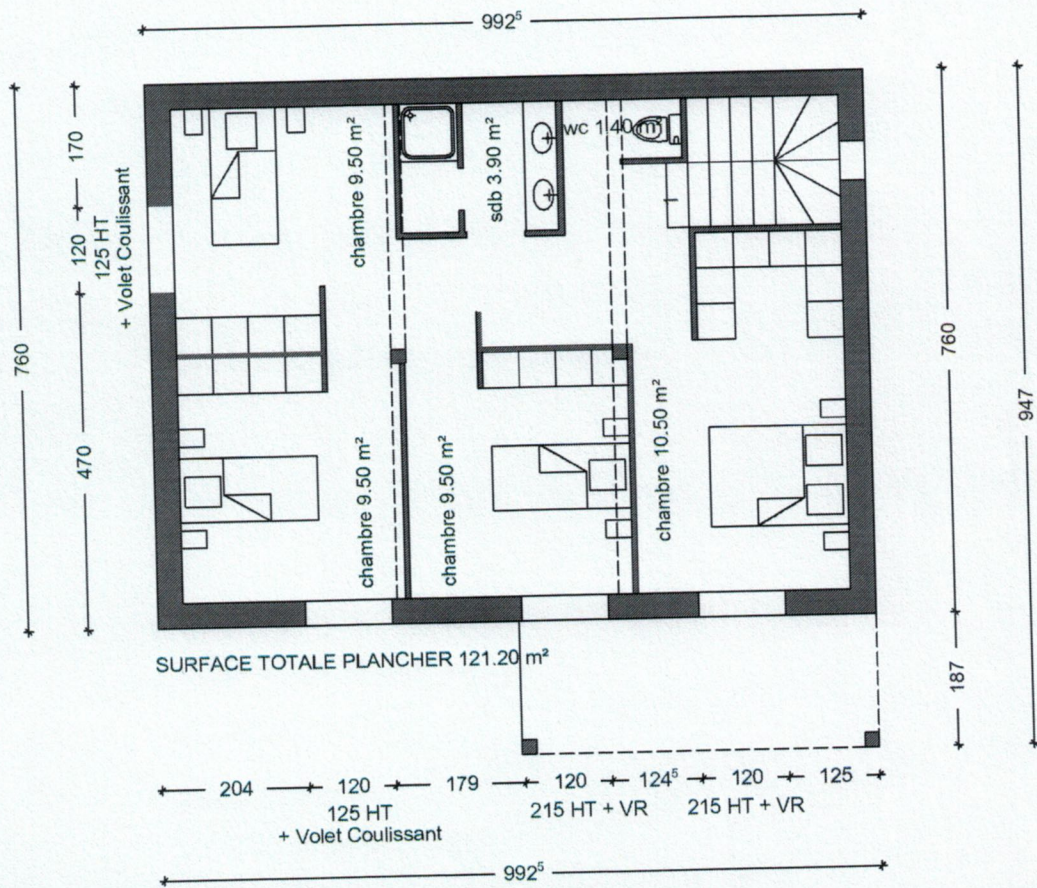 992⁵
170
120
125 HT
+ Volet Coulissant
470
760
chambre 9.50 m²
sdb 3.90 m²
wc 1.40
chambre 9.50 m²
chambre 9.50 m²
chambre 10.50 m²
760
187
947
SURFACE TOTALE PLANCHER 121.20 m²
204 120 179 120 124⁵ 120 125
125 HT 215 HT + VR 215 HT + VR
+ Volet Coulissant
992⁵